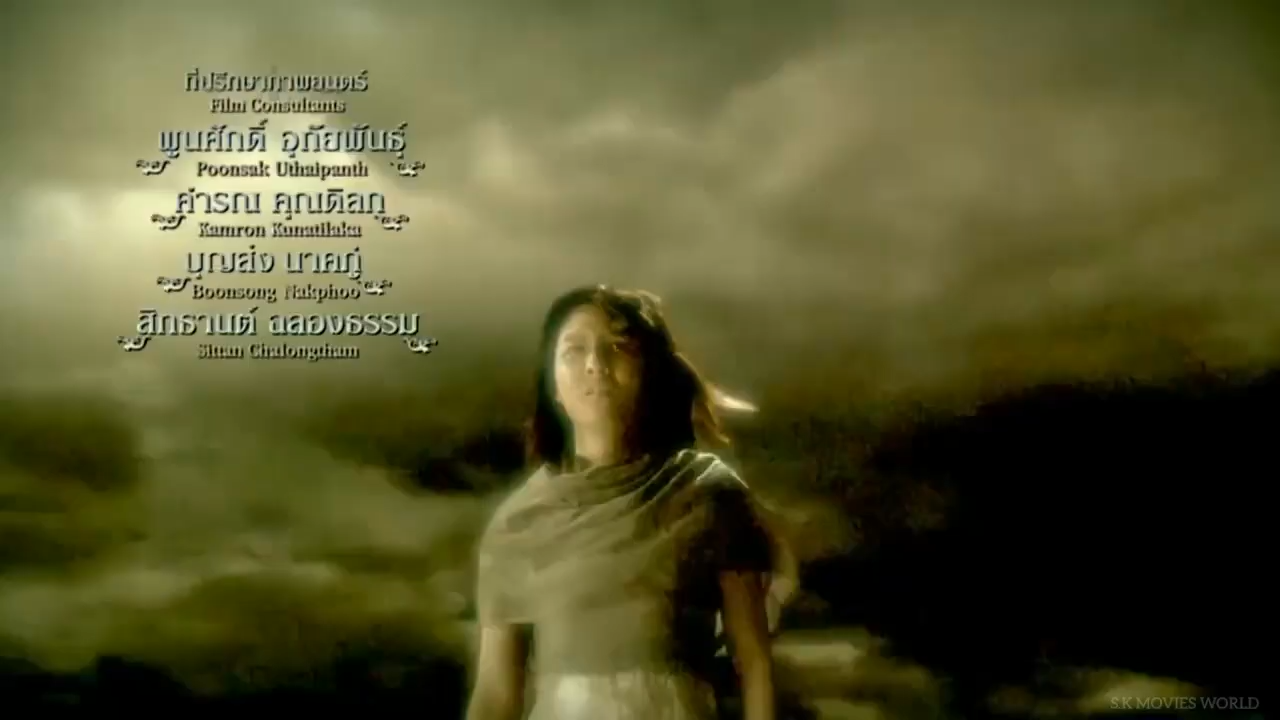 ที่ปรึกษาภาพยนตร์
Film Consultants
พูนศักดิ์ อุทัยพันธุ์
Poonsak Uthaipanth
คำรณ คุณดิลก
Kamron Kunatilaka
บุญส่ง นาคภู่
Boonsong Nakphoo
สิทธานต์ ฉลองธรรม
Sittan Chalongtham
S.K MOVIES WORLD